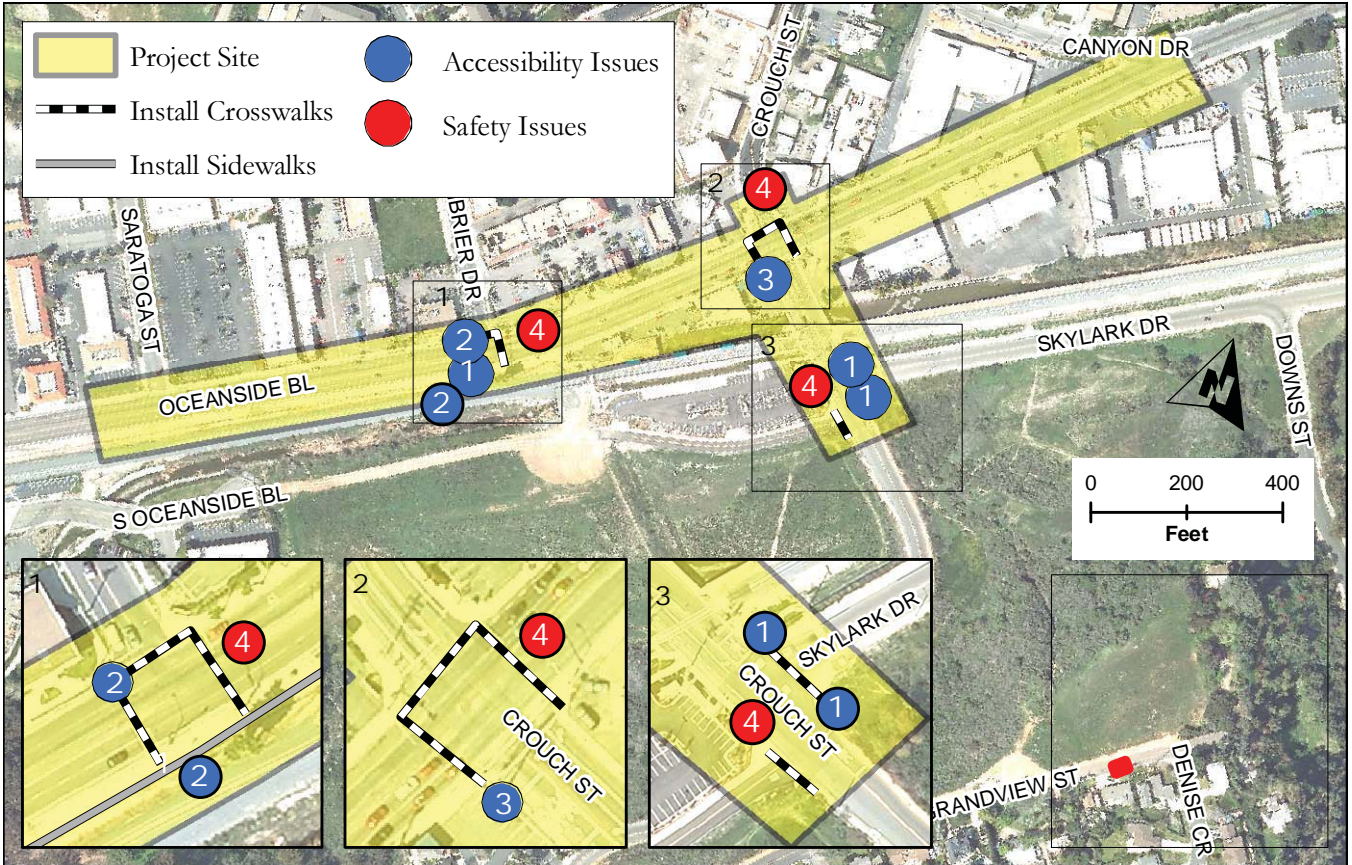 Project Site
Install Crosswalks
Install Sidewalks
Accessibility Issues
Safety Issues
CANYON DR
CROUCH ST
SARATOGA ST
BRIER DR
OCEANSIDE BL
S OCEANSIDE BL
SKYLARK DR
DOWNS ST
1
2
1
2
4
2
4
3
3
4
1
1
N
0 200 400
Feet
1
2
4
2
2
4
3
CROUCH ST
3
1
SKYLARK DR
1
CROUCH ST
4
RANDVIEW ST
DENISE CR